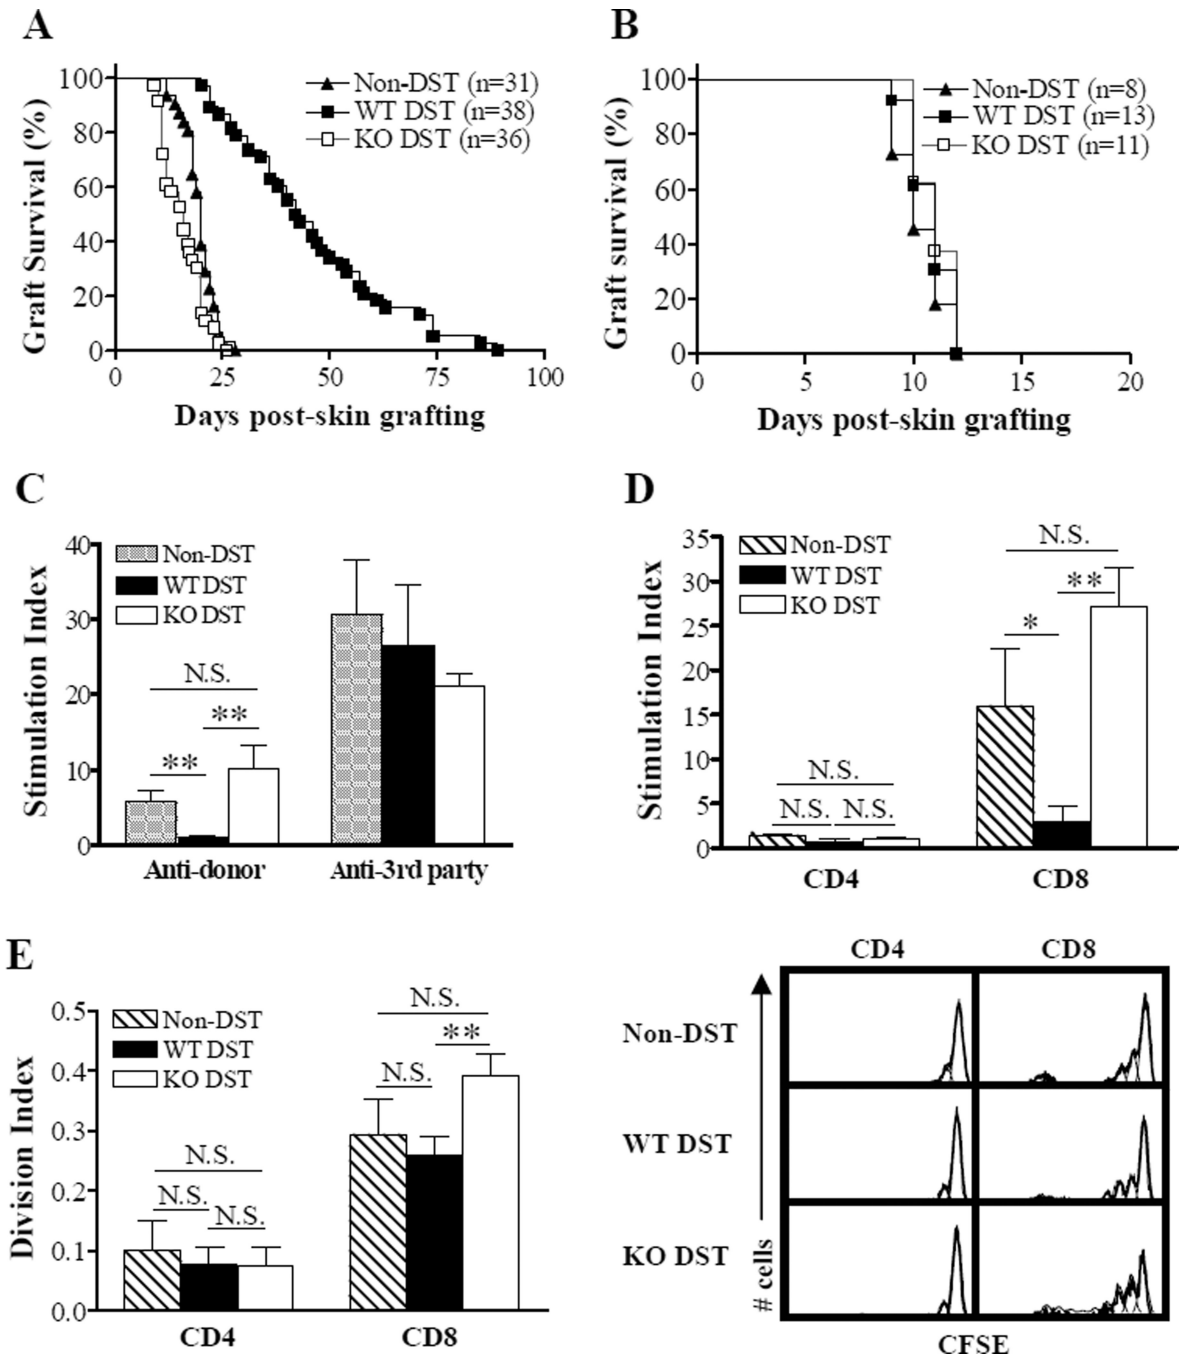 A
100
80
60
40
20
0
Graft Survival (%)
Non-DST (n=31)
WT DST (n=38)
KO DST (n=36)
0 25 50 75 100
Days post-skin grafting
B
100
80
60
40
20
0
Graft survival (%)
Non-DST (n=8)
WT DST (n=13)
KO DST (n=11)
0 5 10 15 20
Days post-skin grafting
C
40
30
20
10
0
Stimulation Index
Non-DST
WT DST
KO DST
N.S.
**
**
Anti-donor Anti-3rd party
D
35
30
25
20
15
10
5
0
Stimulation Index
Non-DST
WT DST
KO DST
N.S.
**
*
N.S.
N.S. N.S.
CD4 CD8
E
0.5
0.4
0.3
0.2
0.1
0.0
Division Index
Non-DST
WT DST
KO DST
N.S.
**
N.S.
N.S.
N.S. N.S.
CD4 CD8
CD4 CD8
Non-DST
WT DST
KO DST
# cells
CFSE